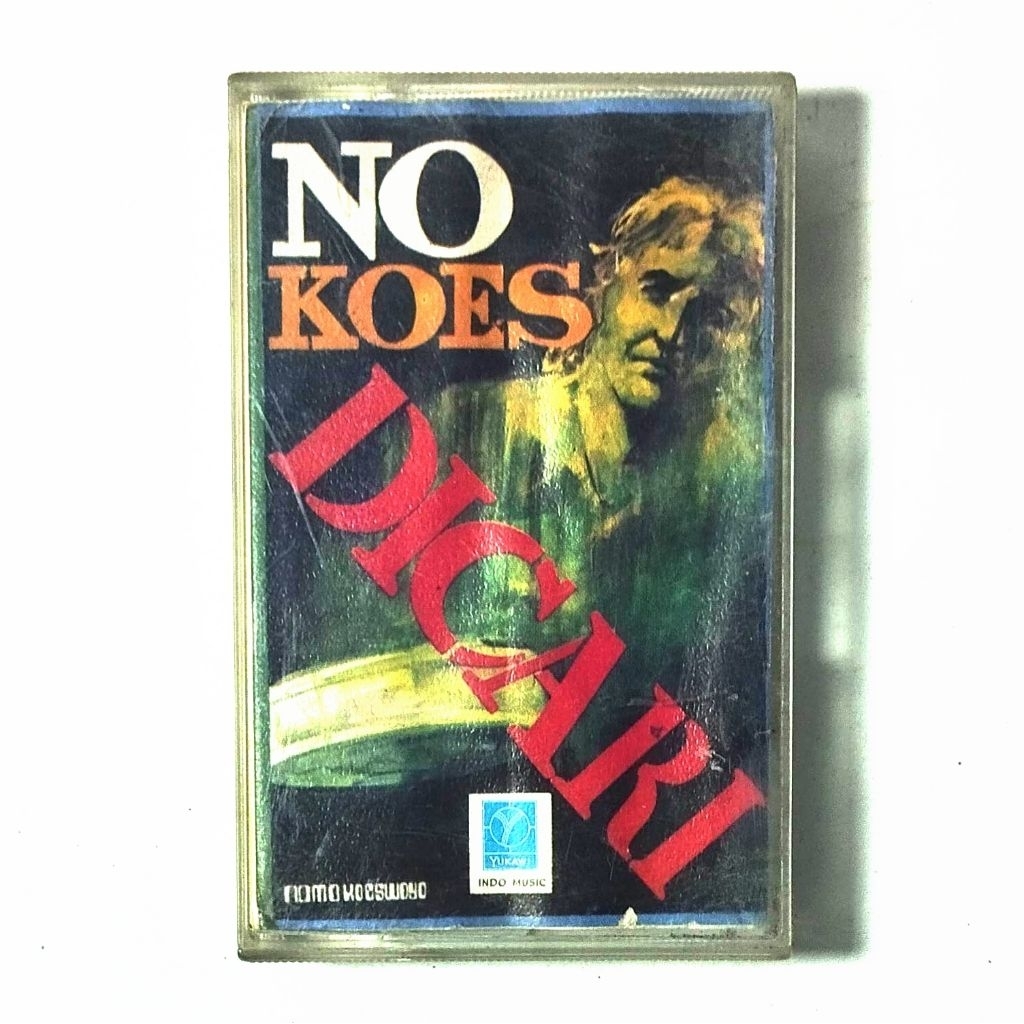 NO
KOES
DICARI
YUKAWI
INDO MUSIC
nomo koeswoyo